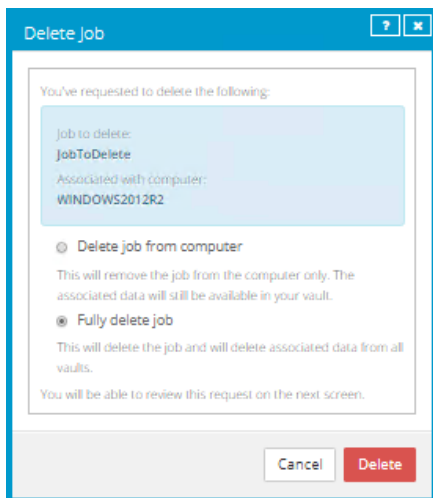 Delete Job
? x
You've requested to delete the following:
Job to delete:
JobToDelete
Associated with computer:
WINDOWS2012R2
Delete job from computer
This will remove the job from the computer only. The
associated data will still be available in your vault.
Fully delete job
This will delete the job and will delete associated data from all
vaults.
You will be able to review this request on the next screen.
Cancel Delete